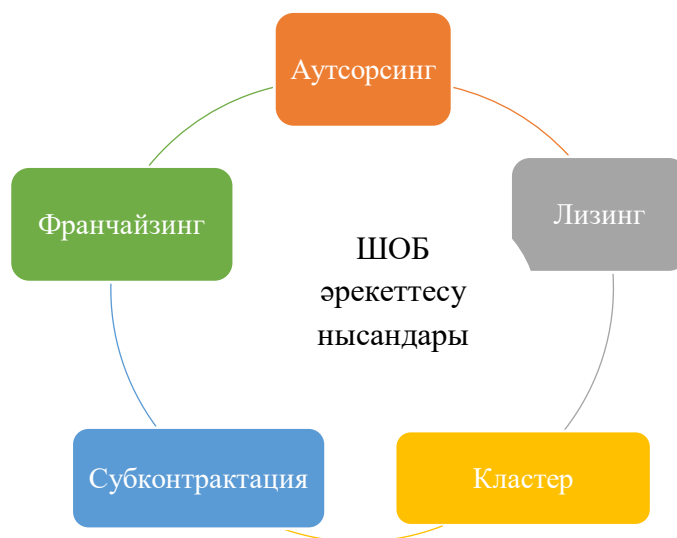 Аутсорсинг
Лизинг
Франчайзинг
ШОБ
әрекеттесу
нысандары
Субконтрактация
Кластер